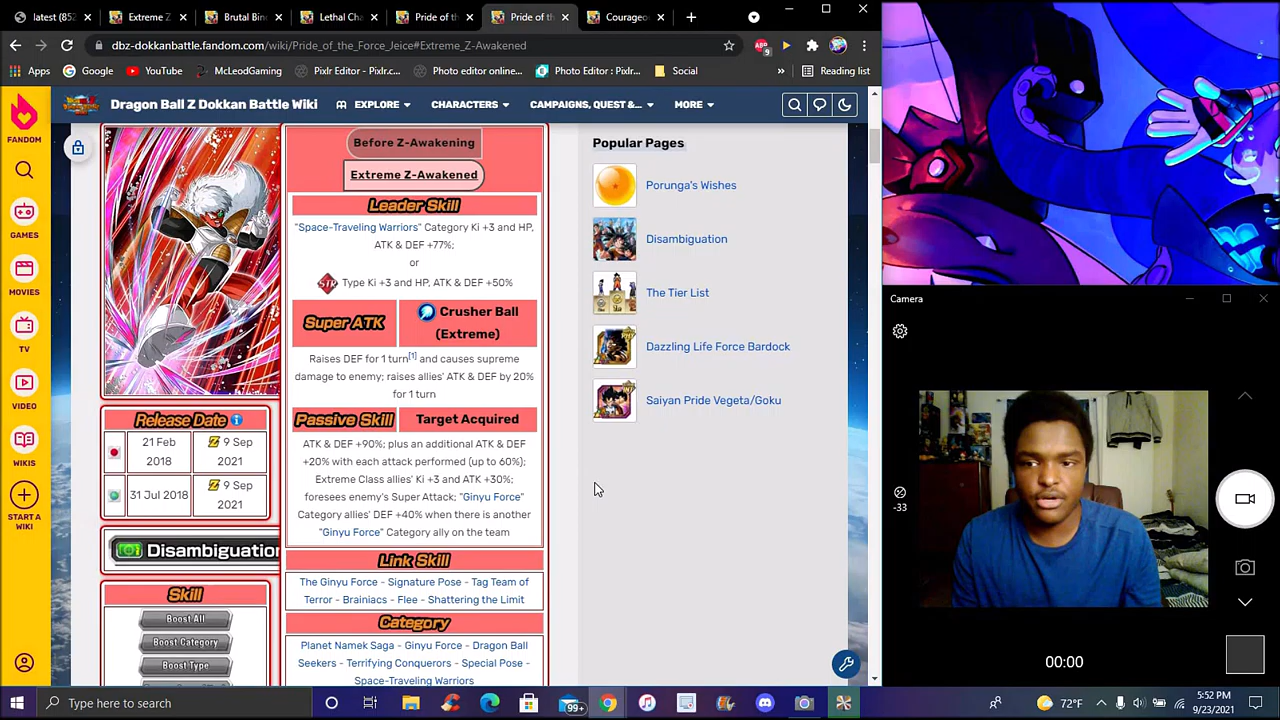 latest (852
Extreme Z
Brutal Bin
Lethal Cha
Pride of th
Pride of th
Courageou
dbz-dokkanbattle.fandom.com/wiki/Pride_of_the_Force_Jeice#Extreme_Z-Awakened
9
Apps
Google
YouTube
McLeodGaming
Pixlr Editor - Pixlr.c...
Photo editor online...
Photo Editor : Pixlr...
Social
»
Reading list
FANDOM
Dragon Ball Z Dokkan Battle Wiki
EXPLORE
CHARACTERS
CAMPAIGNS, QUEST &...
MORE
GAMES
MOVIES
TV
VIDEO
WIKIS
START A
WIKI
Release Date
21 Feb
2018
Z 9 Sep
2021
31 Jul 2018
Z 9 Sep
2021
Disambiguation
Skill
Boost All
Boost Category
Boost Type
Before Z-Awakening
Extreme Z-Awakened
Leader Skill
"Space-Traveling Warriors" Category Ki +3 and HP,
ATK & DEF +77%;
or
STR Type Ki +3 and HP, ATK & DEF +50%
Super ATK
Crusher Ball
(Extreme)
Raises DEF for 1 turn[1] and causes supreme
damage to enemy; raises allies' ATK & DEF by 20%
for 1 turn
Passive Skill
Target Acquired
ATK & DEF +90%; plus an additional ATK & DEF
+20% with each attack performed (up to 60%);
Extreme Class allies' Ki +3 and ATK +30%;
foresees enemy's Super Attack; "Ginyu Force"
Category allies' DEF +40% when there is another
"Ginyu Force" Category ally on the team
Link Skill
The Ginyu Force - Signature Pose - Tag Team of
Terror - Brainiacs - Flee - Shattering the Limit
Category
Planet Namek Saga - Ginyu Force - Dragon Ball
Seekers - Terrifying Conquerors - Special Pose -
Space-Traveling Warriors
Popular Pages
Porunga's Wishes
Disambiguation
The Tier List
Dazzling Life Force Bardock
Saiyan Pride Vegeta/Goku
Camera
-33
00:00
Type here to search
99+
72°F
5:52 PM
9/23/2021